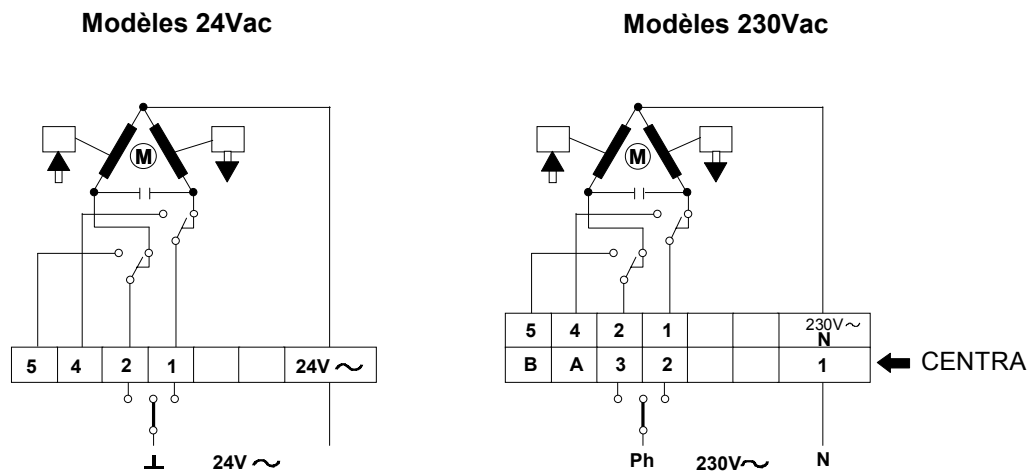 Modèles 24Vac
Modèles 230Vac
M
M
5 4 2 1 24V ~
5 4 2 1 230V~ N
B A 3 2 1
CENTRA
24V ~
Ph 230V~ N